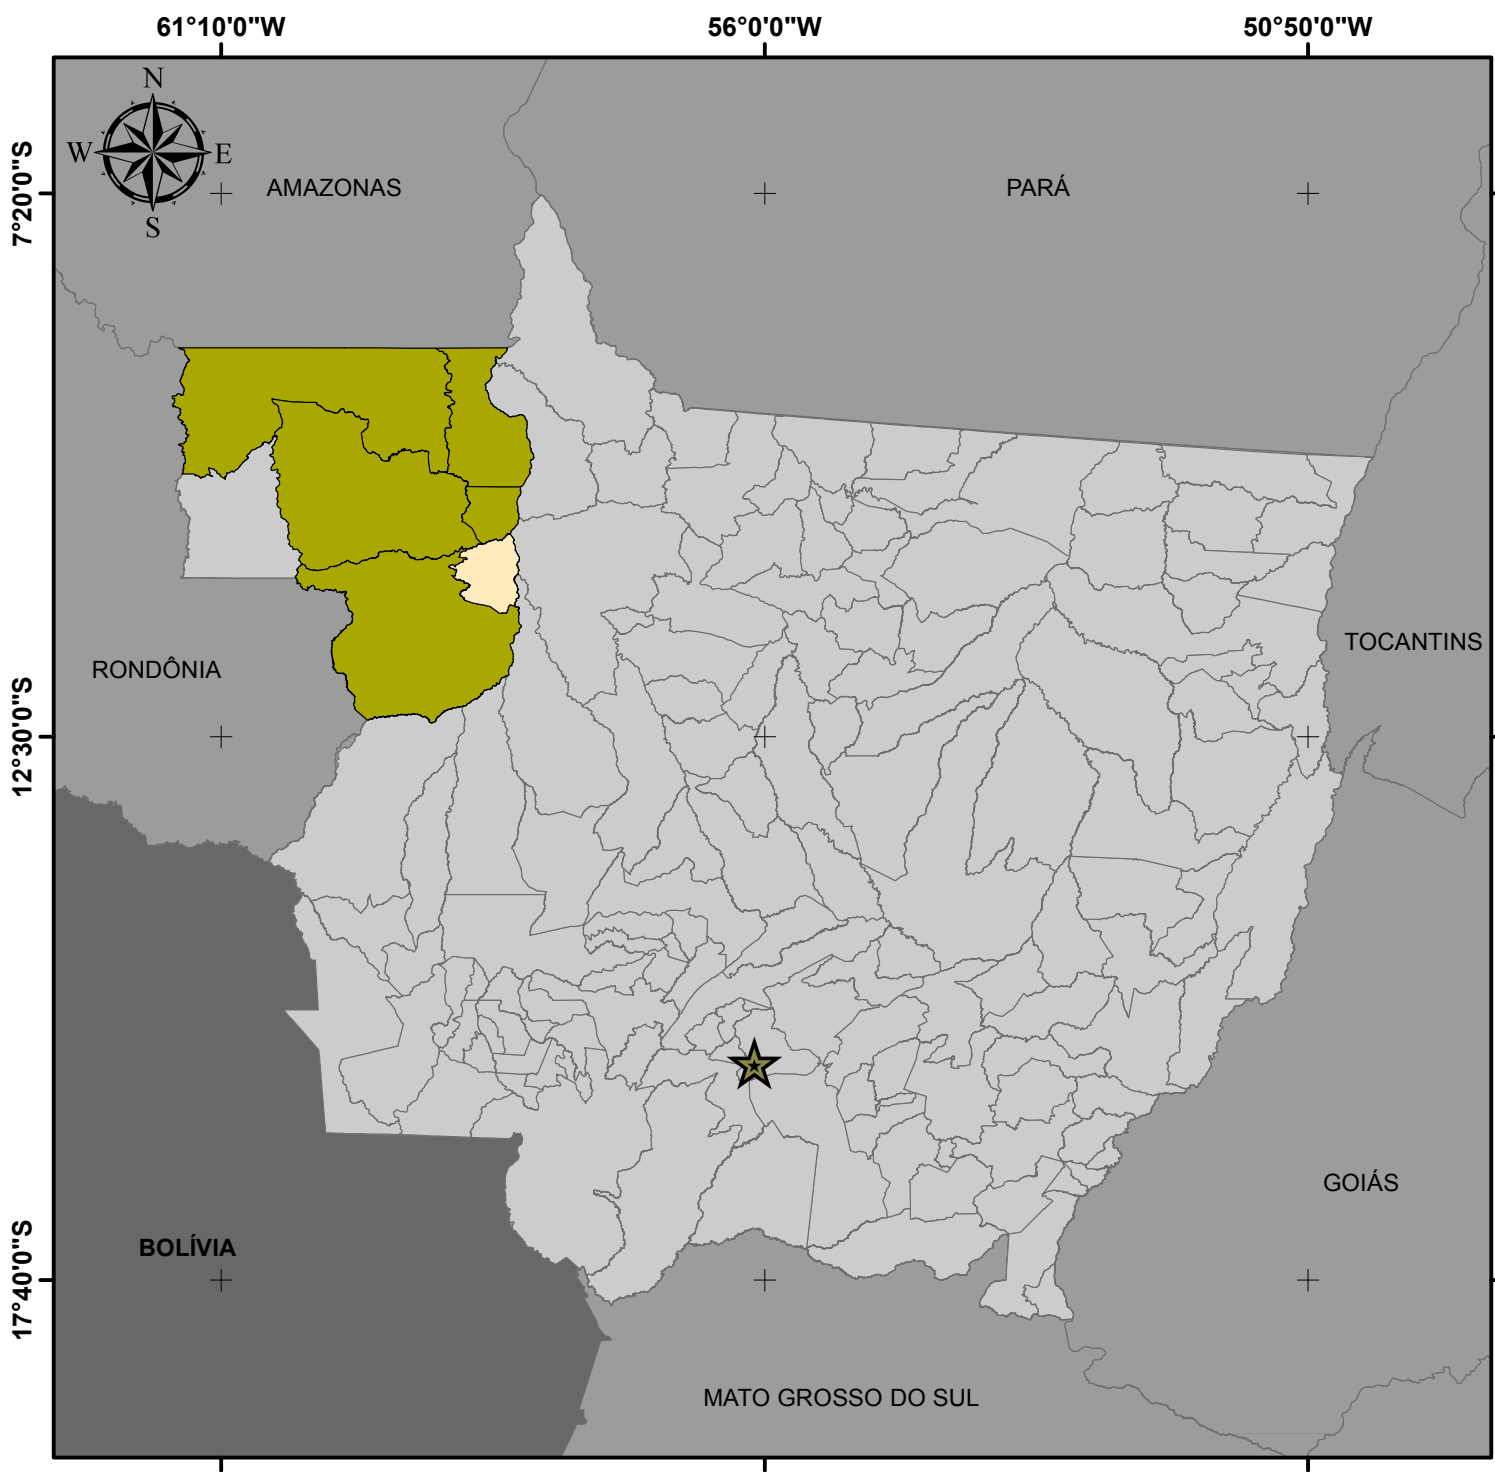 61°10'0"W
56°0'0"W
50°50'0"W
N
W
E
S
7°20'0"S
AMAZONAS
PARÁ
RONDÔNIA
TOCANTINS
12°30'0"S
GOIÁS
BOLÍVIA
17°40'0"S
MATO GROSSO DO SUL